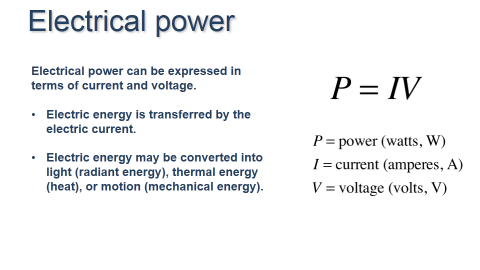 Electrical power
Electrical power can be expressed in
terms of current and voltage.
• Electric energy is transferred by the
electric current.
• Electric energy may be converted into
light (radiant energy), thermal energy
(heat), or motion (mechanical energy).
P = IV
P = power (watts, W)
I = current (amperes, A)
V = voltage (volts, V)